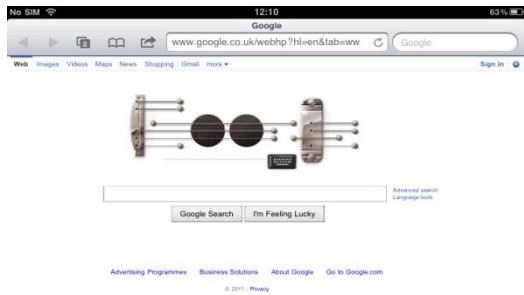 No SIM 12:10 63%
Google
2 www.google.co.uk/webhp?hl=en&tab=ww Google
Web Images Videos Maps News Shopping Gmail more Sign in
Advanced search
Language tools
Google Search I'm Feeling Lucky
Advertising Programmes Business Solutions About Google Go to Google.com
© 2011 - Privacy